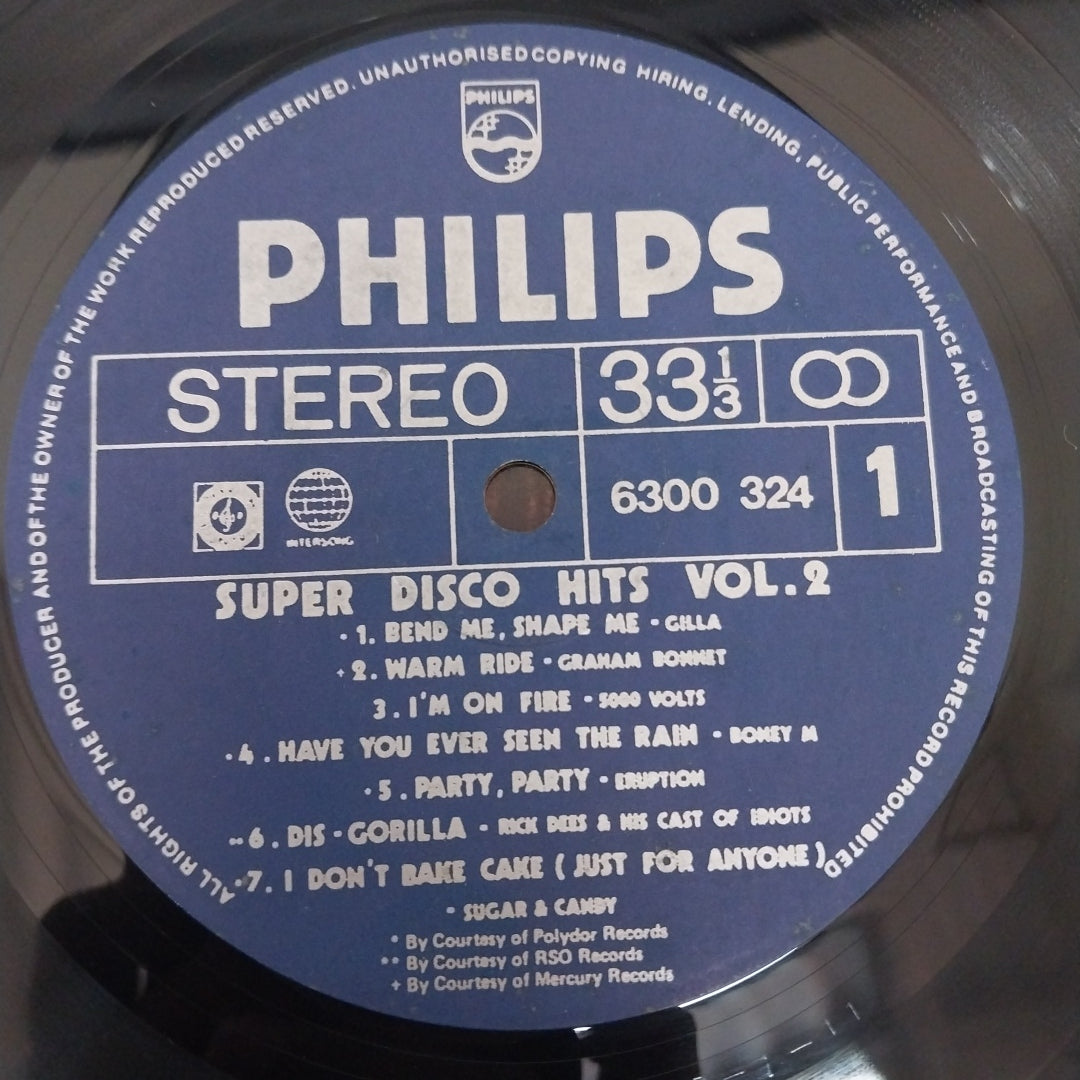 ALL RIGHTS OF THE PRODUCER AND OF THE OWNER OF THE WORK REPRODUCED RESERVED. UNAUTHORISED COPYING HIRING, LENDING, PUBLIC PERFORMANCE AND BROADCASTING OF THIS RECORD PROHIBITED
PHILIPS
PHILIPS
STEREO 33 1/3
INTERSONG
6300 324 1
SUPER DISCO HITS VOL.2
·1. BEND ME, SHAPE ME · GILLA
+2. WARM RIDE · GRAHAM BONNET
3. I'M ON FIRE · 5000 VOLTS
·4. HAVE YOU EVER SEEN THE RAIN · BONEY M
·5. PARTY, PARTY · ERUPTION
··6. DIS-GORILLA · RICK DEES & HIS CAST OF IDIOTS
·7. I DON'T BAKE CAKE (JUST FOR ANYONE)
· SUGAR & CANDY
* By Courtesy of Polydor Records
** By Courtesy of RSO Records
+ By Courtesy of Mercury Records